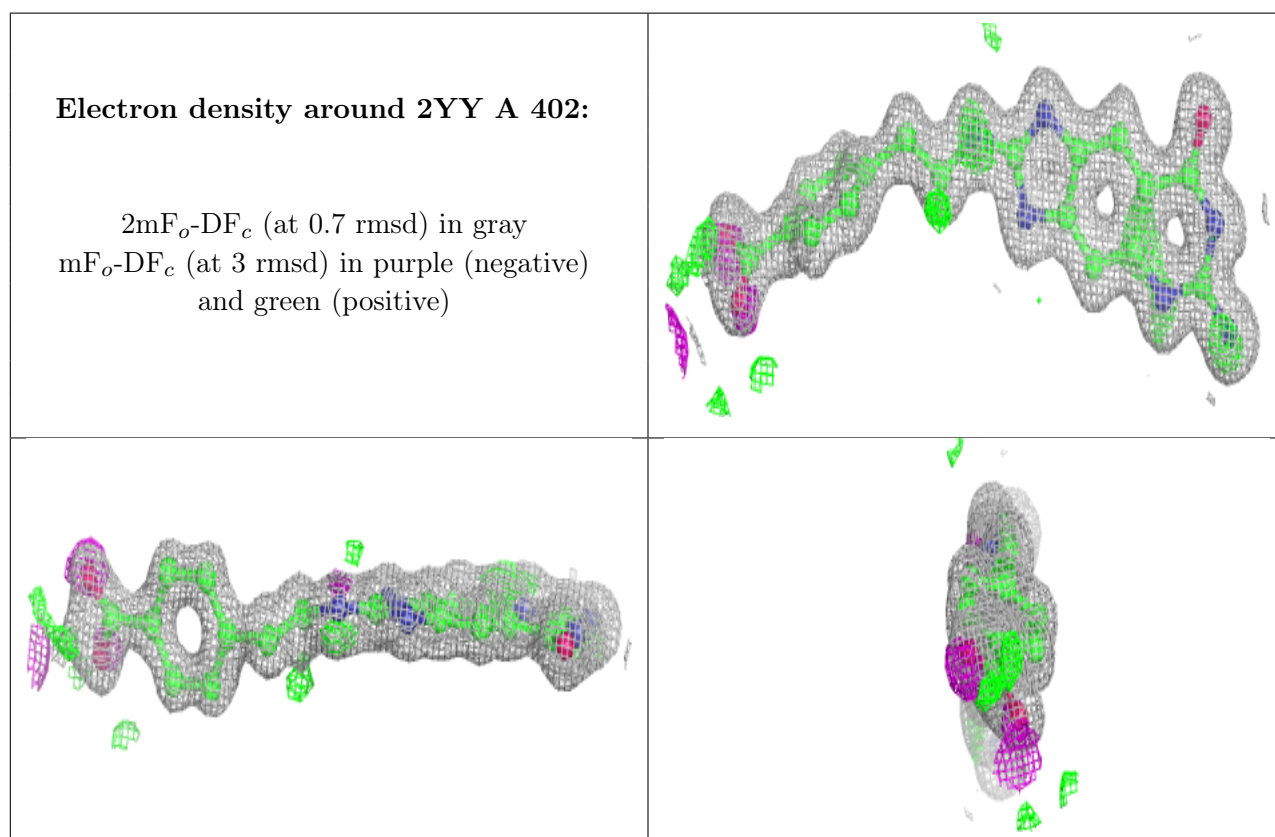 Electron density around 2YY A 402:
2mFₒ-DF𝒸 (at 0.7 rmsd) in gray
mFₒ-DF𝒸 (at 3 rmsd) in purple (negative)
and green (positive)